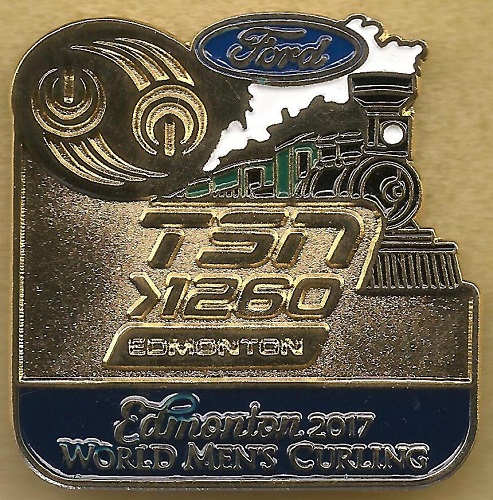 Ford
TSN
1260
EDMONTON
Edmonton 2017
WORLD MEN'S CURLING